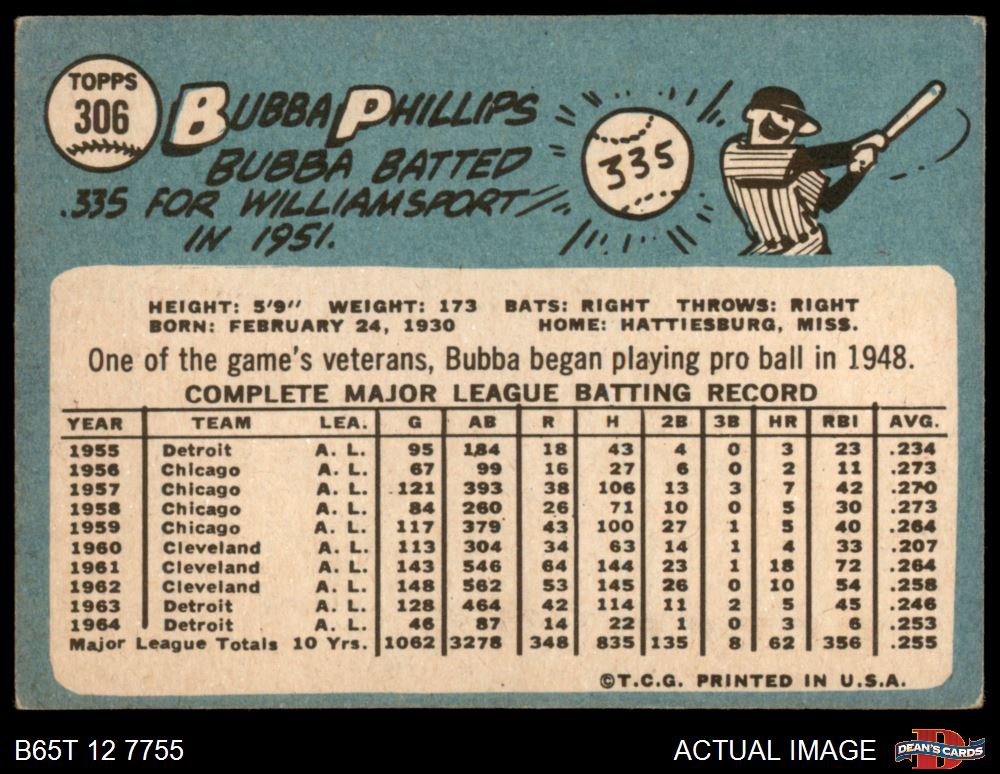 TOPPS
306
BUBBA PHILLIPS
BUBBA BATTED
.335 FOR WILLIAMSPORT
IN 1951.
335
HEIGHT: 5'9" WEIGHT: 173 BATS: RIGHT THROWS: RIGHT
BORN: FEBRUARY 24, 1930 HOME: HATTIESBURG, MISS.
One of the game's veterans, Bubba began playing pro ball in 1948.
COMPLETE MAJOR LEAGUE BATTING RECORD
YEAR TEAM LEA. G AB R H 2B 3B HR RBI AVG.
1955 Detroit A. L. 95 184 18 43 4 0 3 23 .234
1956 Chicago A. L. 67 99 16 27 6 0 2 11 .273
1957 Chicago A. L. 121 393 38 106 13 3 7 42 .270
1958 Chicago A. L. 84 260 26 71 10 0 5 30 .273
1959 Chicago A. L. 117 379 43 100 27 1 5 40 .264
1960 Cleveland A. L. 113 304 34 63 14 1 4 33 .207
1961 Cleveland A. L. 143 546 64 144 23 1 18 72 .264
1962 Cleveland A. L. 148 562 53 145 26 0 10 54 .258
1963 Detroit A. L. 128 464 42 114 11 2 5 45 .246
1964 Detroit A. L. 46 87 14 22 1 0 3 6 .253
Major League Totals 10 Yrs. 1062 3278 348 835 135 8 62 356 .255
©T.C.G. PRINTED IN U.S.A.
B65T 12 7755
ACTUAL IMAGE
D
DEAN'S CARDS